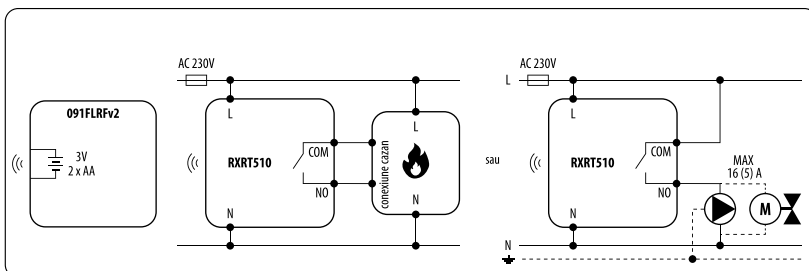 091FLRFv2
3V
2 x AA
AC 230V
L
RXRT510
COM
NO
N
L
conexiune cazan
N
sau
AC 230V
L
L
RXRT510
COM
NO
N
MAX
16 (5) A
M
N